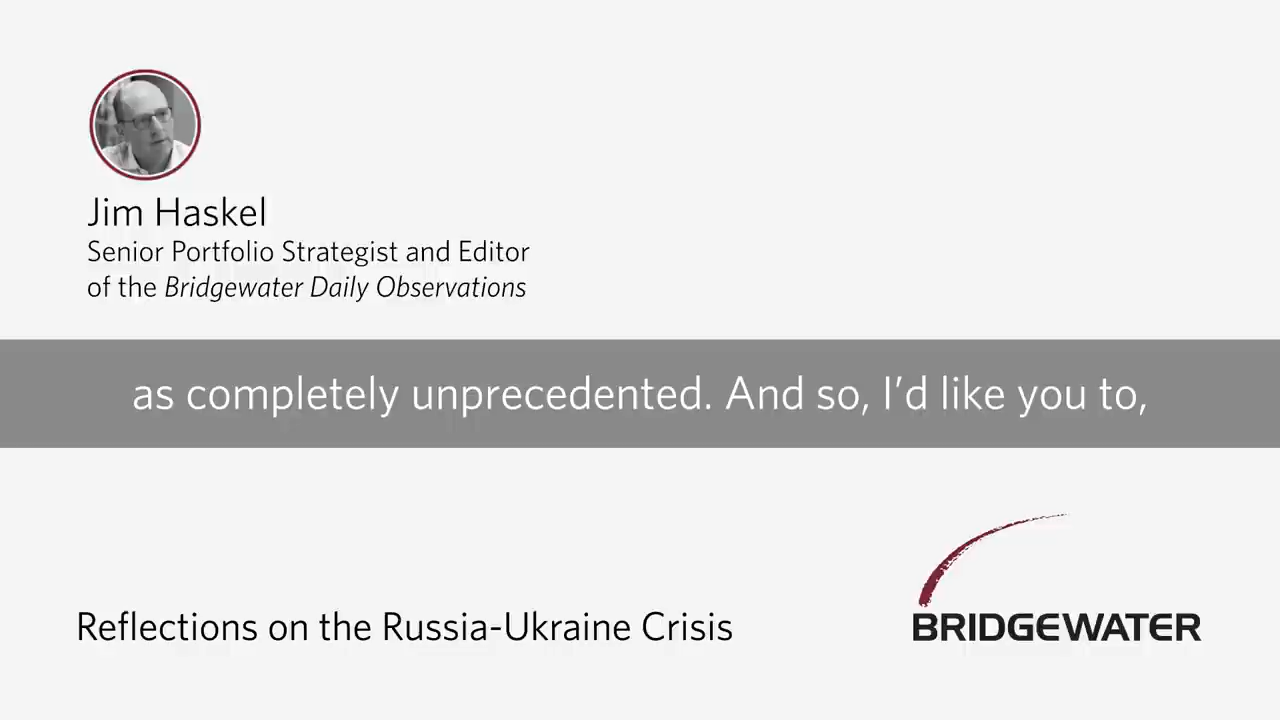 Jim Haskel
Senior Portfolio Strategist and Editor
of the Bridgewater Daily Observations
as completely unprecedented. And so, I’d like you to,
Reflections on the Russia-Ukraine Crisis
BRIDGEWATER